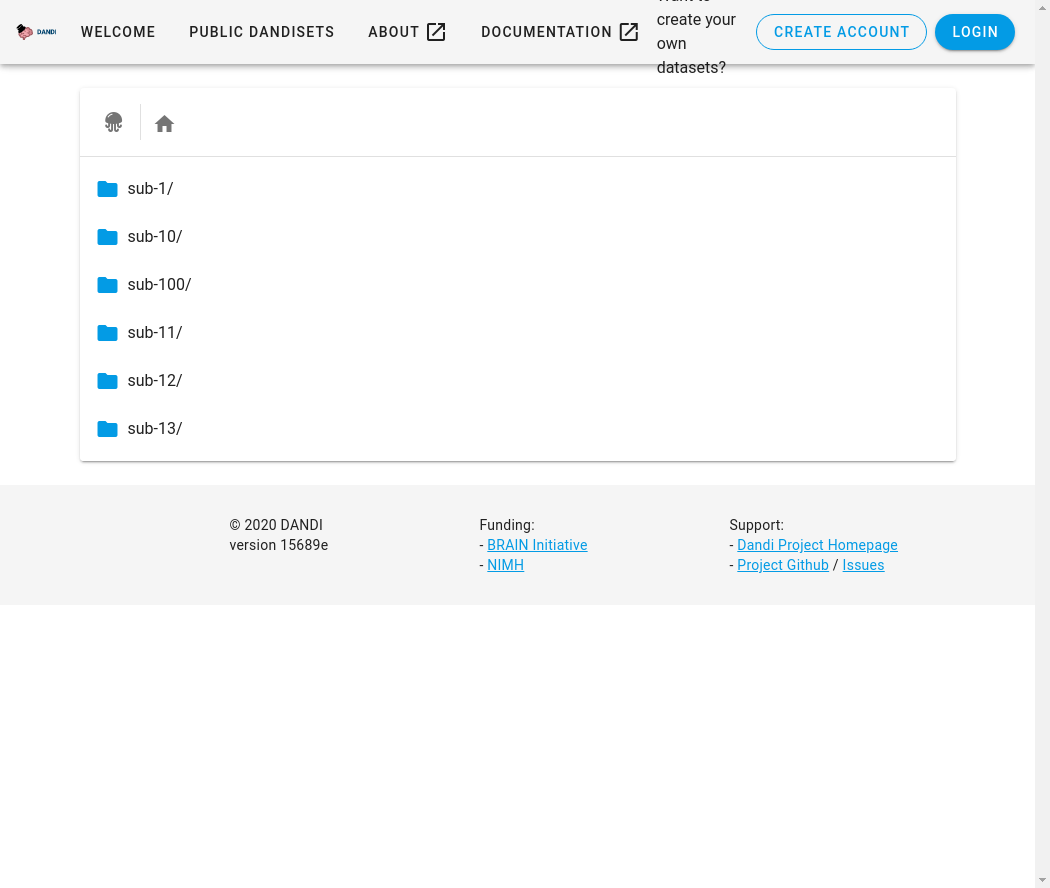 DANDI
WELCOME
PUBLIC DANDISETS
ABOUT
DOCUMENTATION
create your
own
datasets?
CREATE ACCOUNT
LOGIN
sub-1/
sub-10/
sub-100/
sub-11/
sub-12/
sub-13/
© 2020 DANDI
version 15689e
Funding:
- BRAIN Initiative
- NIMH
Support:
- Dandi Project Homepage
- Project Github / Issues